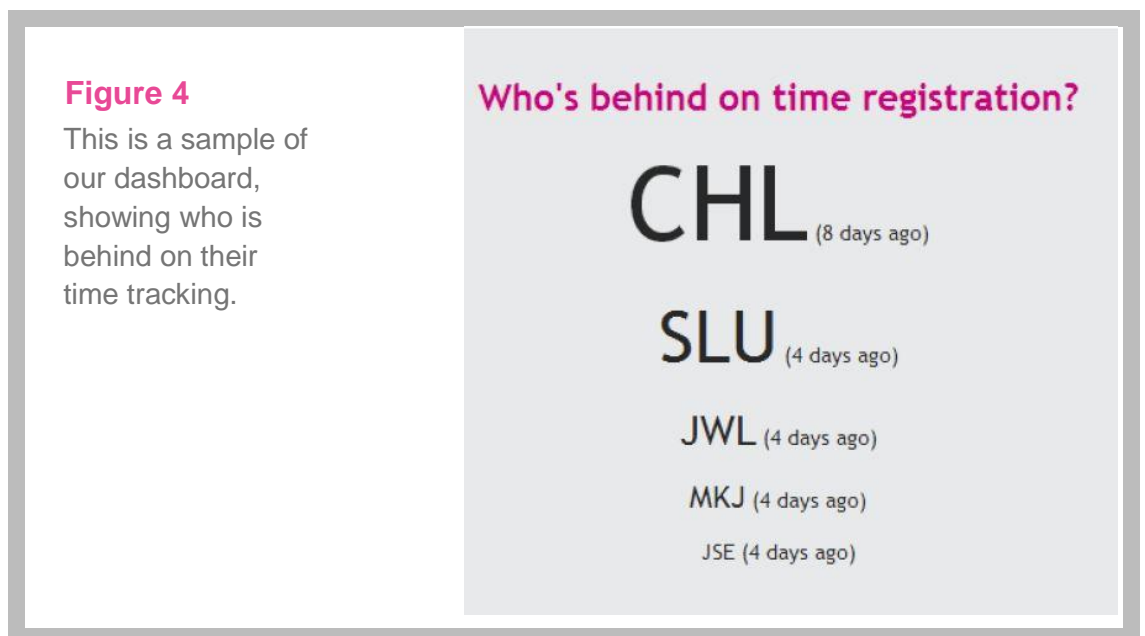 Figure 4
This is a sample of
our dashboard,
showing who is
behind on their
time tracking.
Who's behind on time registration?
CHL (8 days ago)
SLU (4 days ago)
JWL (4 days ago)
MKJ (4 days ago)
JSE (4 days ago)